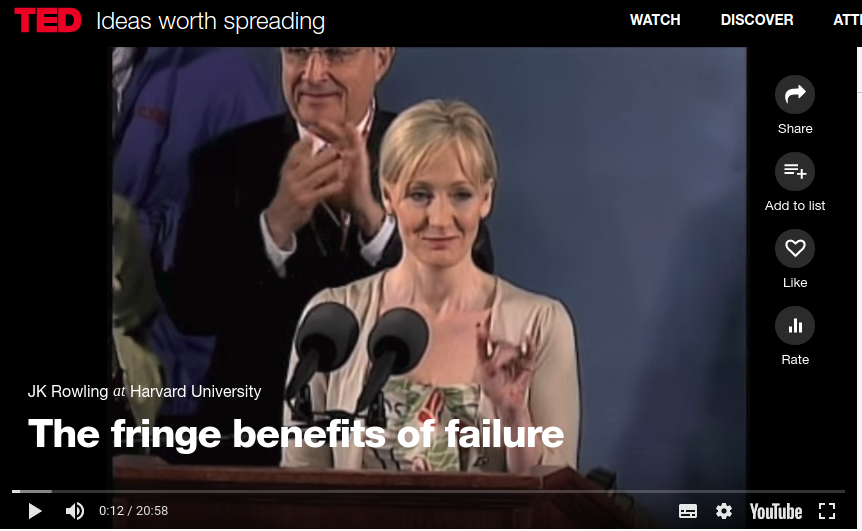 TED Ideas worth spreading WATCH DISCOVER ATT
Share
Add to list
Like
Rate
JK Rowling at Harvard University
The fringe benefits of failure
0:12 / 20:58 YouTube